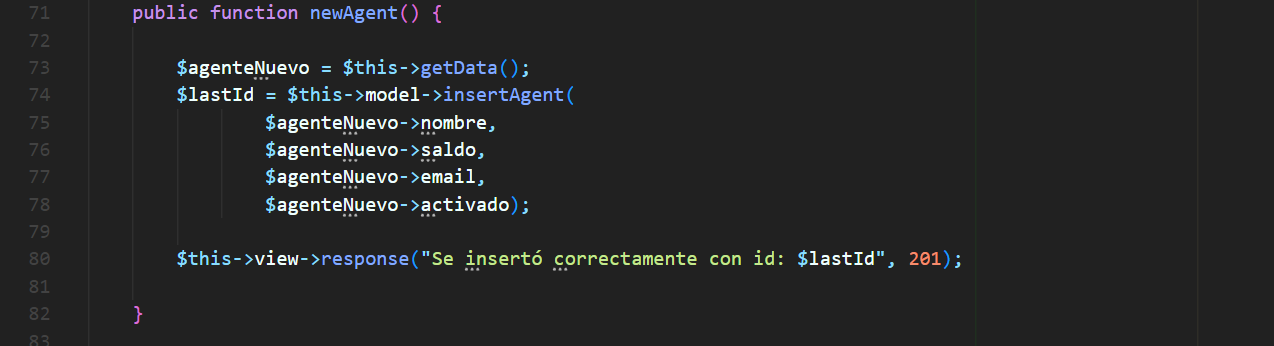 71 public function newAgent() {
72
73 $agenteNuevo = $this->getData();
74 $lastId = $this->model->insertAgent(
75 $agenteNuevo->nombre,
76 $agenteNuevo->saldo,
77 $agenteNuevo->email,
78 $agenteNuevo->activado);
79
80 $this->view->response("Se insertó correctamente con id: $lastId", 201);
81
82 }
83